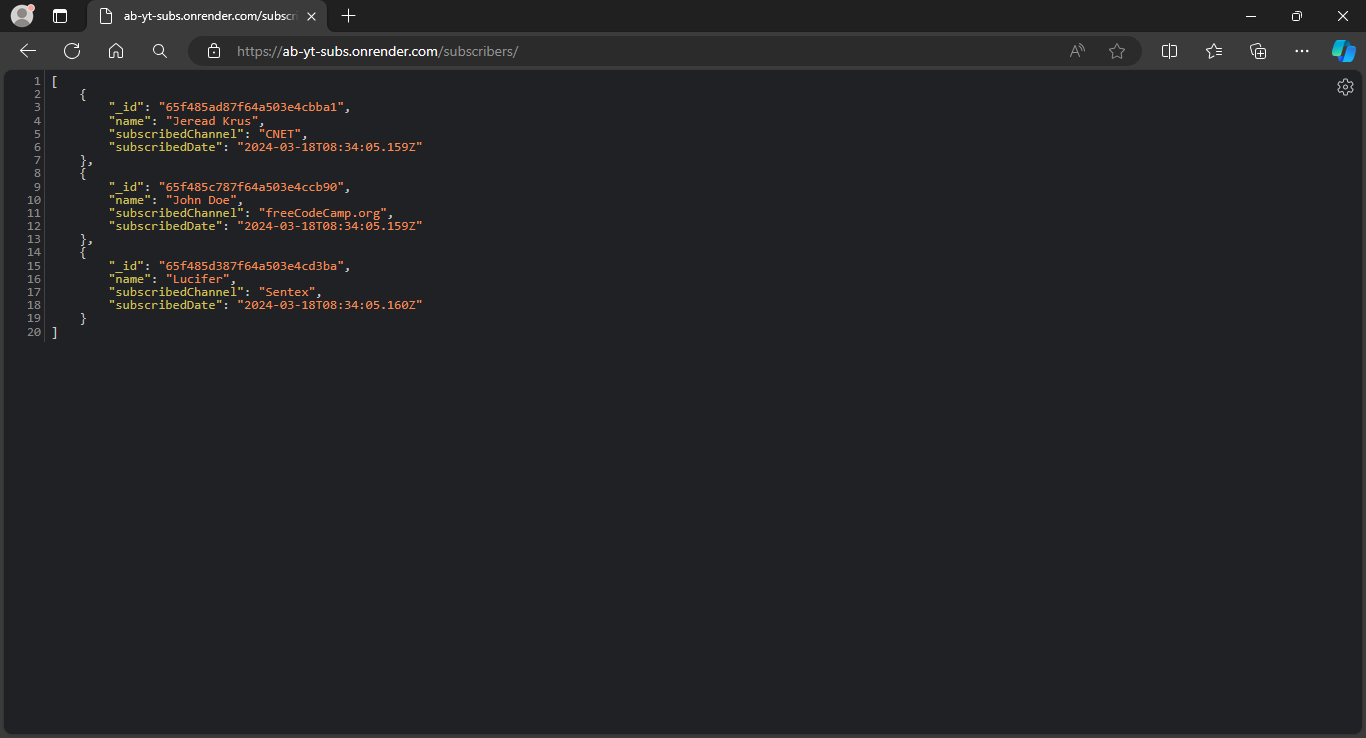 ab-yt-subs.onrender.com/subscri
https://ab-yt-subs.onrender.com/subscribers/
1 [
2 {
3 "_id": "65f485ad87f64a503e4cbba1",
4 "name": "Jeread Krus",
5 "subscribedChannel": "CNET",
6 "subscribedDate": "2024-03-18T08:34:05.159Z"
7 },
8 {
9 "_id": "65f485c787f64a503e4ccb90",
10 "name": "John Doe",
11 "subscribedChannel": "freeCodeCamp.org",
12 "subscribedDate": "2024-03-18T08:34:05.159Z"
13 },
14 {
15 "_id": "65f485d387f64a503e4cd3ba",
16 "name": "Lucifer",
17 "subscribedChannel": "Sentex",
18 "subscribedDate": "2024-03-18T08:34:05.160Z"
19 }
20 ]